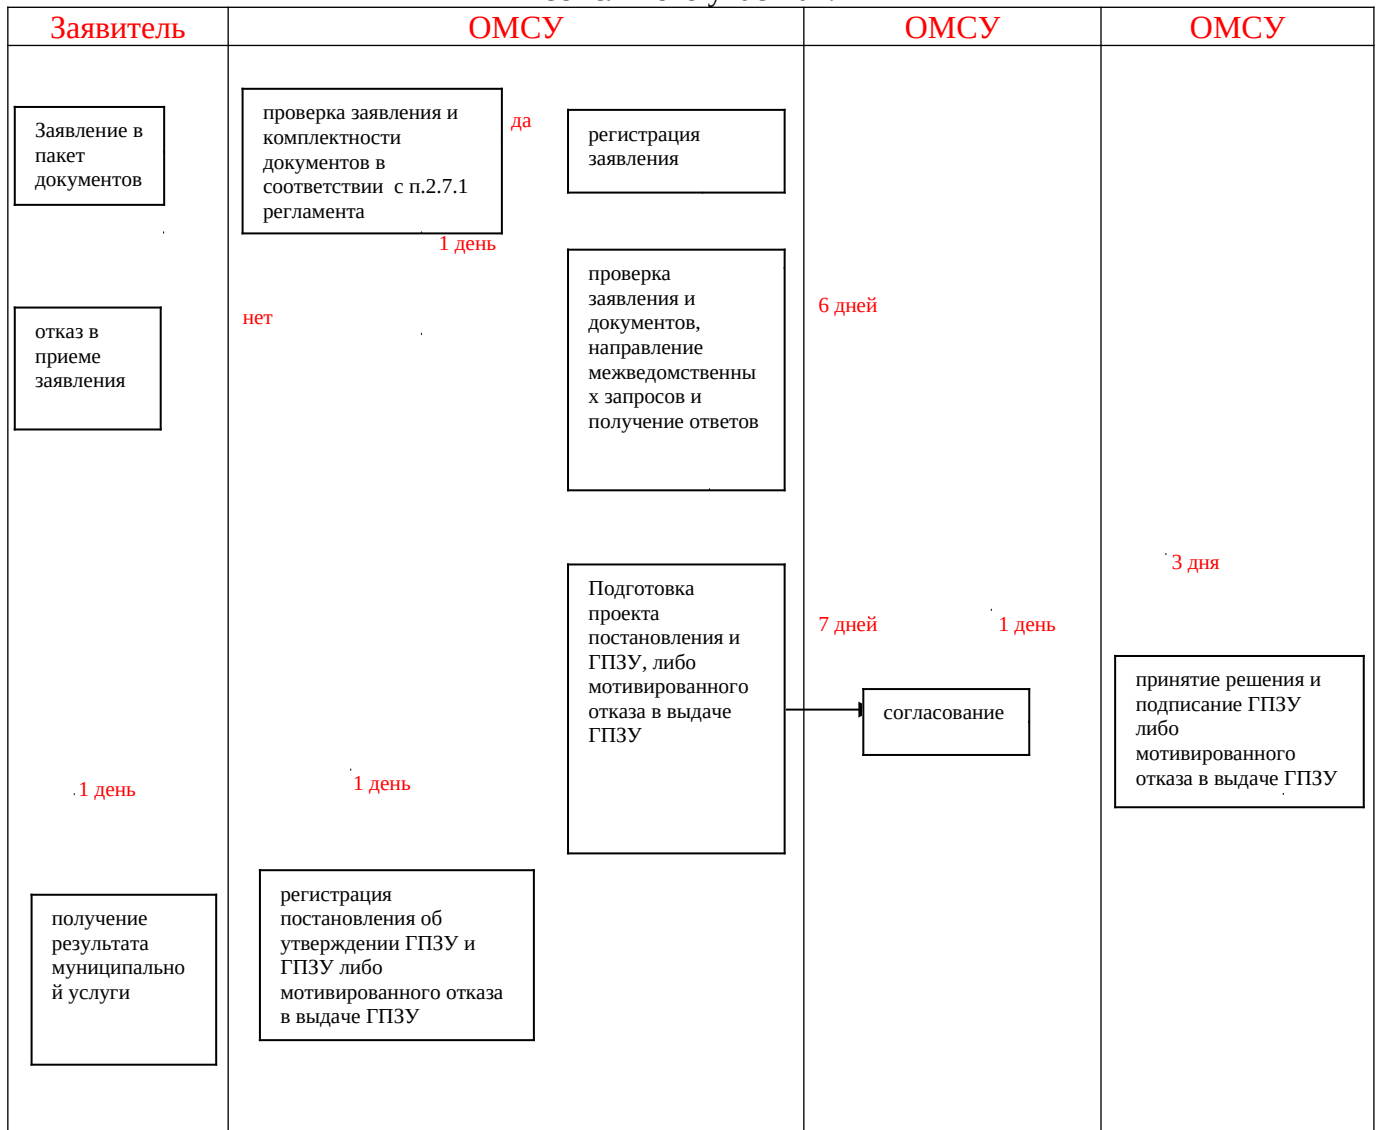 Заявитель
ОМСУ
ОМСУ
ОМСУ
Заявление в
пакет
документов
проверка заявления и
комплектности
документов в
соответствии с п.2.7.1
регламента
да
регистрация
заявления
1 день
отказ в
приеме
заявления
нет
проверка
заявления и
документов,
направление
межведомственны
х запросов и
получение ответов
6 дней
Подготовка
проекта
постановления и
ГПЗУ, либо
мотивированного
отказа в выдаче
ГПЗУ
7 дней
1 день
3 дня
согласование
принятие решения и
подписание ГПЗУ
либо
мотивированного
отказа в выдаче ГПЗУ
1 день
1 день
получение
результата
муниципально
й услуги
регистрация
постановления об
утверждении ГПЗУ и
ГПЗУ либо
мотивированного отказа
в выдаче ГПЗУ